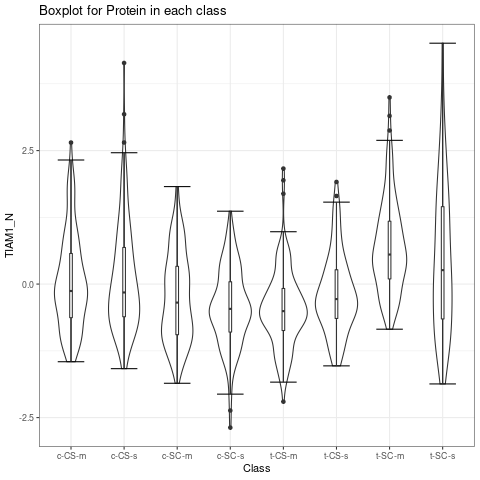 Boxplot for Protein in each class
TIAM1_N
2.5
0.0
-2.5
c-CS-m c-CS-s c-SC-m c-SC-s t-CS-m t-CS-s t-SC-m t-SC-s
Class